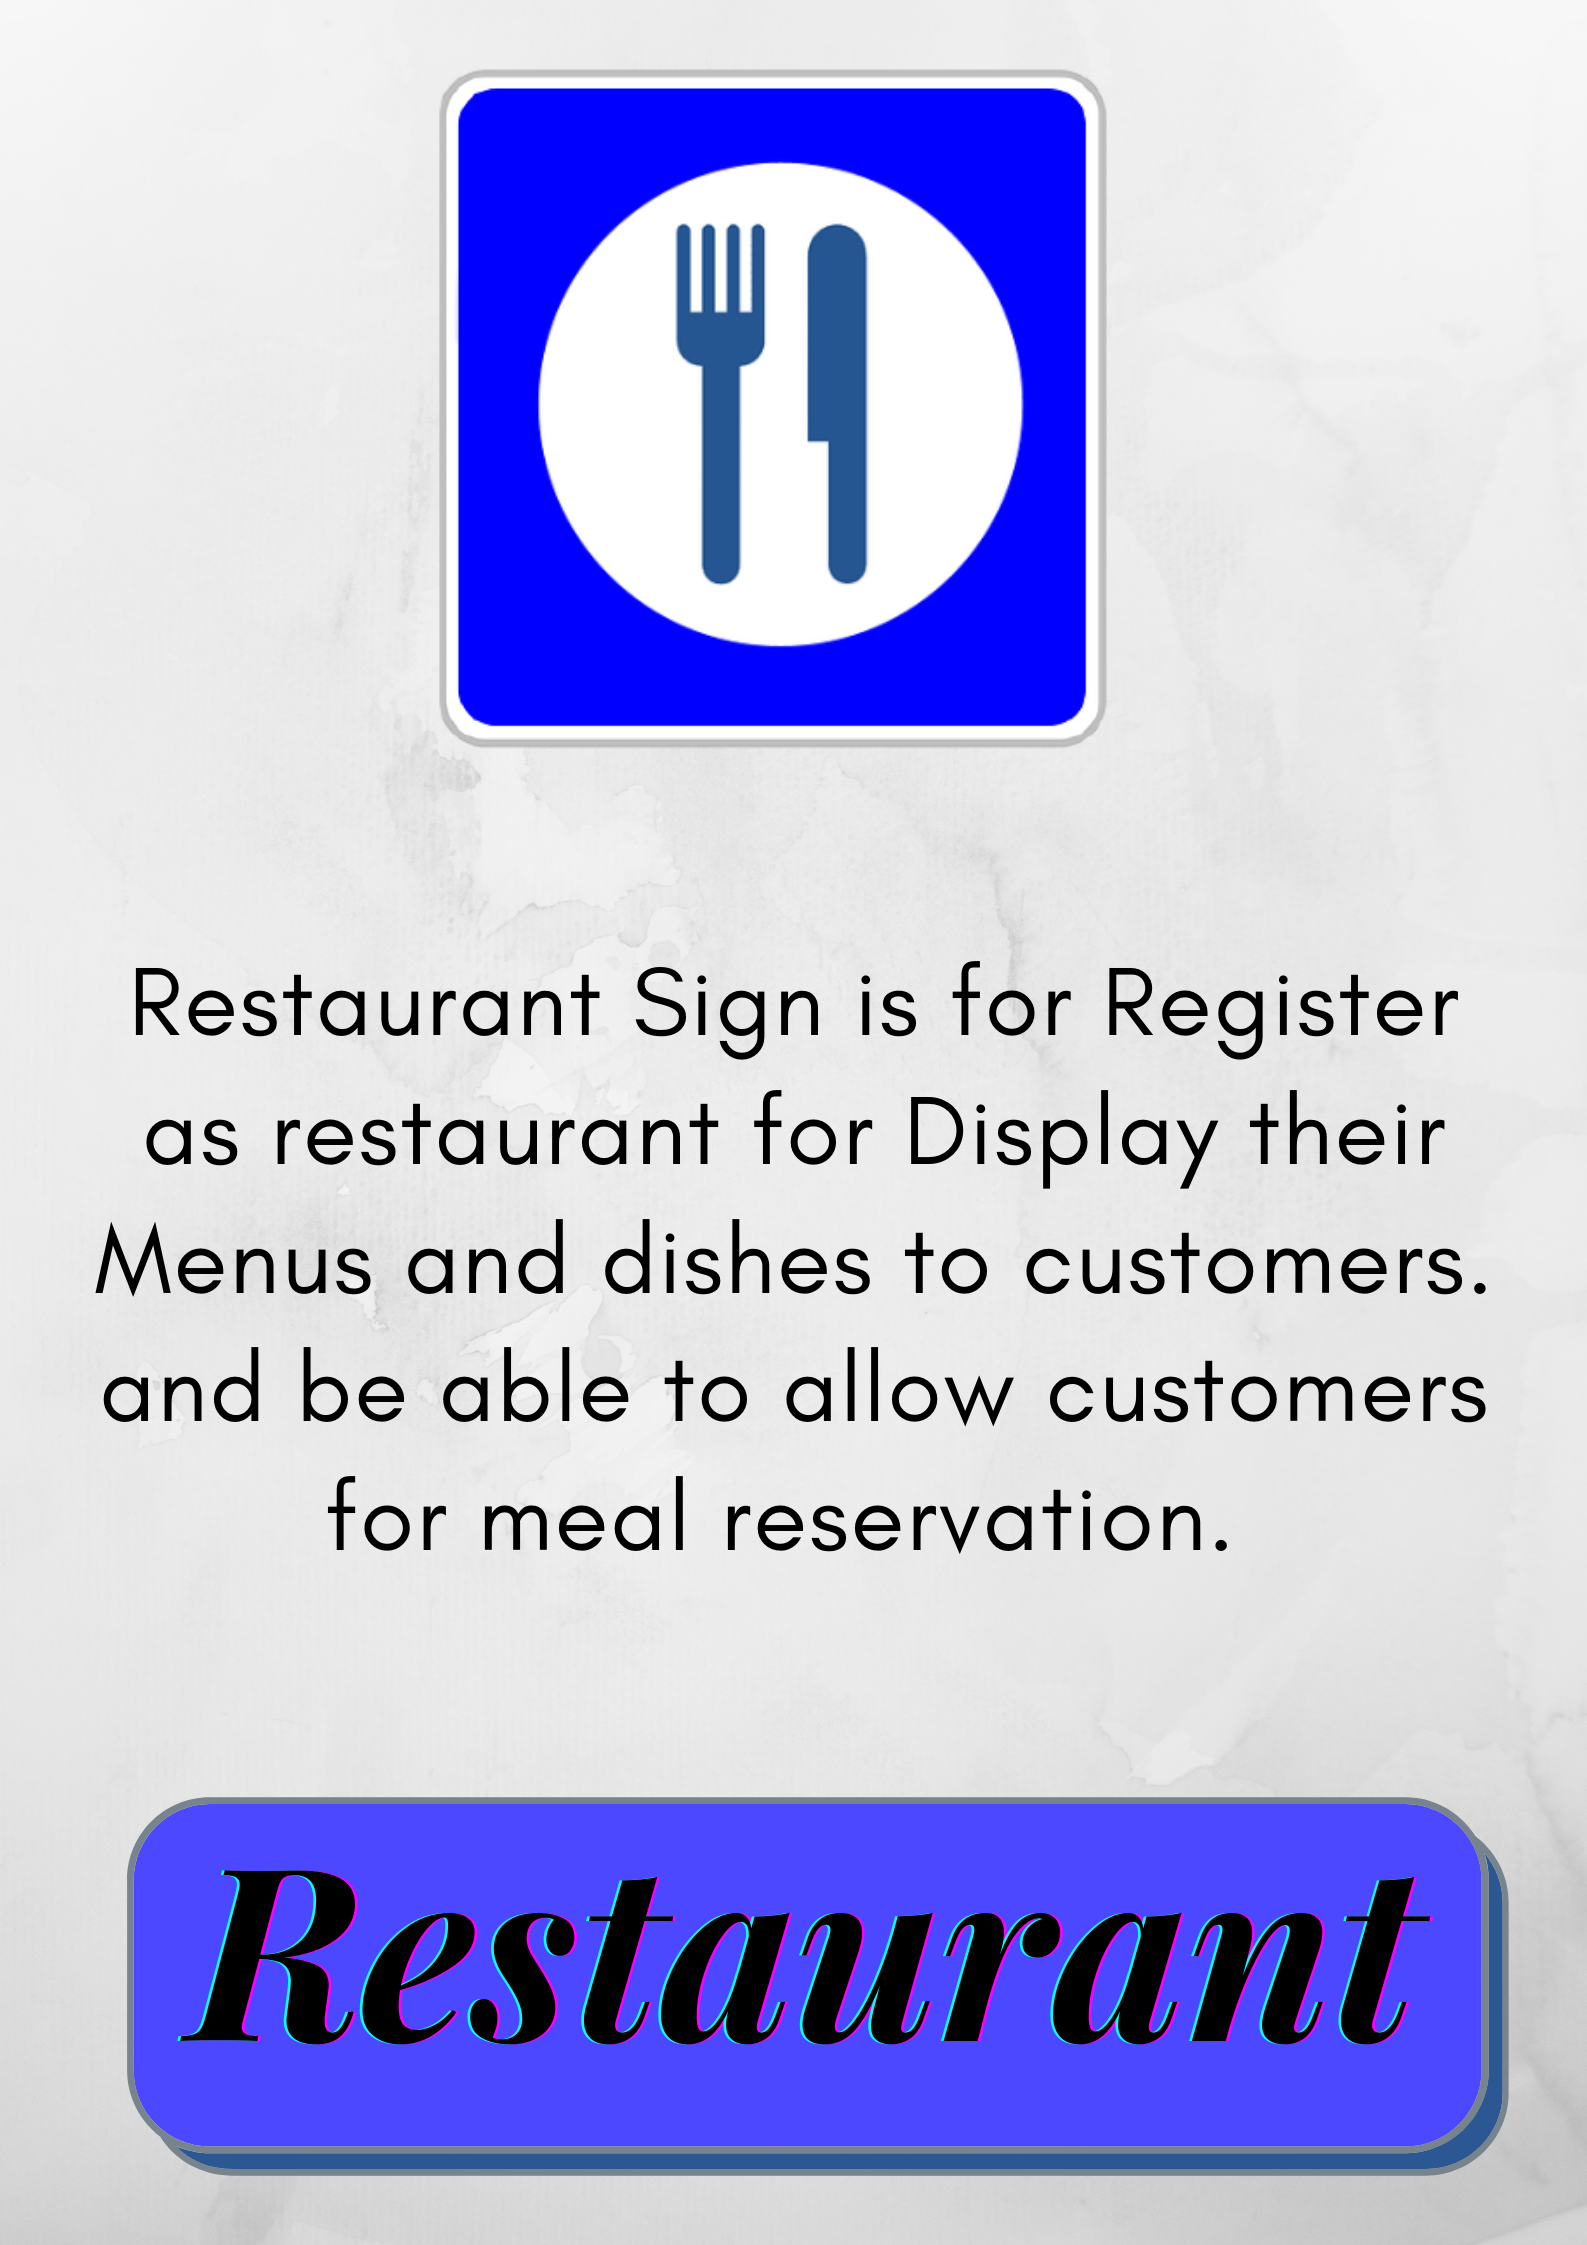 Restaurant Sign is for Register
as restaurant for Display their
Menus and dishes to customers.
and be able to allow customers
for meal reservation.
Restaurant